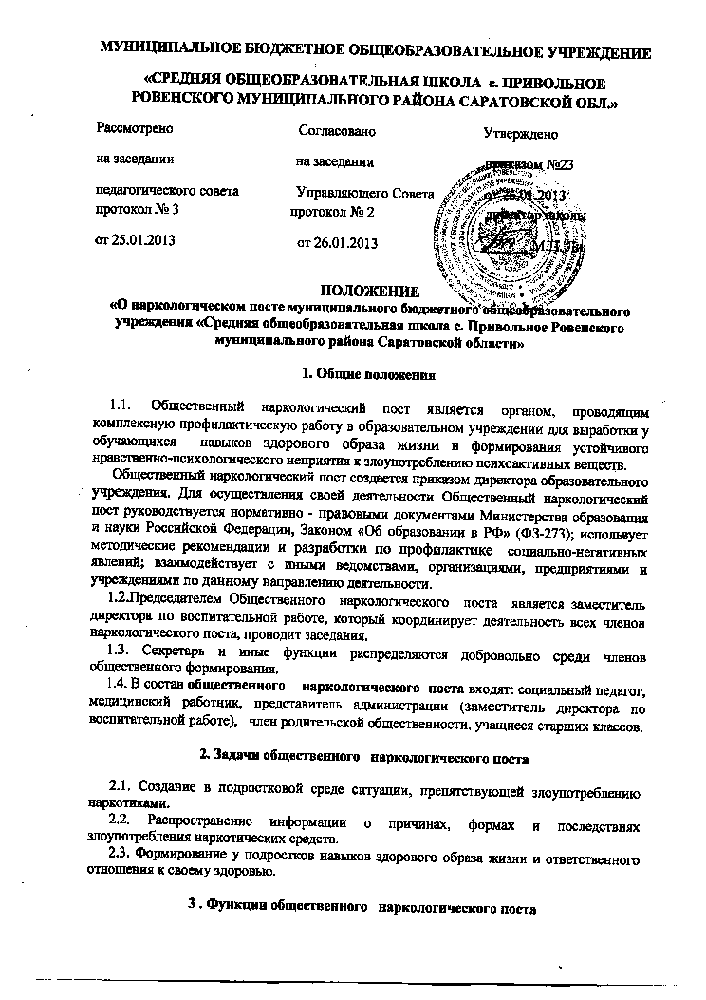 МУНИЦИПАЛЬНОЕ БЮДЖЕТНОЕ ОБЩЕОБРАЗОВАТЕЛЬНОЕ УЧРЕЖДЕНИЕ
«СРЕДНЯЯ ОБЩЕОБРАЗОВАТЕЛЬНАЯ ШКОЛА с. ПРИВОЛЬНОЕ
РОВЕНСКОГО МУНИЦИПАЛЬНОГО РАЙОНА САРАТОВСКОЙ ОБЛ.»
Рассмотрено Согласовано Утверждено
на заседании на заседании приказом №23
педагогического совета Управляющего Совета от 26.01.2013
протокол № 3 протокол № 2 директор школы
от 25.01.2013 от 26.01.2013
ПОЛОЖЕНИЕ
«О наркологическом посте муниципального бюджетного общеобразовательного
учреждения «Средняя общеобразовательная школа с. Привольное Ровенского
муниципального района Саратовской области»
1. Общие положения
1.1. Общественный наркологический пост является органом, проводящим
комплексную профилактическую работу в образовательном учреждении для выработки у
обучающихся навыков здорового образа жизни и формирования устойчивого
нравственно-психологического неприятия к злоупотреблению психоактивных веществ.
Общественный наркологический пост создается приказом директора образовательного
учреждения. Для осуществления своей деятельности Общественный наркологический
пост руководствуется нормативно - правовыми документами Министерства образования
и науки Российской Федерации, Законом «Об образовании в РФ» (ФЗ-273); использует
методические рекомендации и разработки по профилактике социально-негативных
явлений; взаимодействует с иными ведомствами, организациями, предприятиями и
учреждениями по данному направлению деятельности.
1.2.Председателем Общественного наркологического поста является заместитель
директора по воспитательной работе, который координирует деятельность всех членов
наркологического поста, проводит заседания.
1.3. Секретарь и иные функции распределяются добровольно среди членов
общественного формирования.
1.4. В состав общественного наркологического поста входят: социальный педагог,
медицинский работник, представитель администрации (заместитель директора по
воспитательной работе), член родительской общественности, учащиеся старших классов.
2. Задачи общественного наркологического поста
2.1. Создание в подростковой среде ситуации, препятствующей злоупотреблению
наркотиками.
2.2. Распространение информации о причинах, формах и последствиях
злоупотребления наркотических средств.
2.3. Формирование у подростков навыков здорового образа жизни и ответственного
отношения к своему здоровью.
3 . Функции общественного наркологического поста